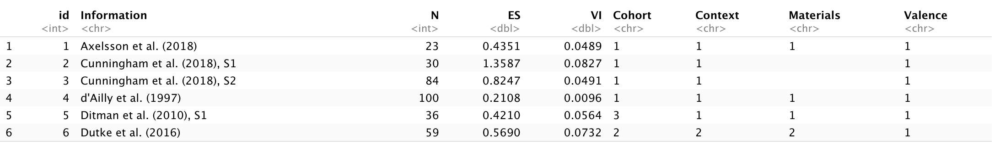 id Information N ES VI Cohort Context Materials Valence
<int> <chr> <int> <dbl> <dbl> <chr> <chr> <chr> <chr>
1 1 Axelsson et al. (2018) 23 0.4351 0.0489 1 1 1 1
2 2 Cunningham et al. (2018), S1 30 1.3587 0.0827 1 1 1
3 3 Cunningham et al. (2018), S2 84 0.8247 0.0491 1 1 1
4 4 d'Ailly et al. (1997) 100 0.2108 0.0096 1 1 1 1
5 5 Ditman et al. (2010), S1 36 0.4210 0.0564 3 1 1 1
6 6 Dutke et al. (2016) 59 0.5690 0.0732 2 2 2 1